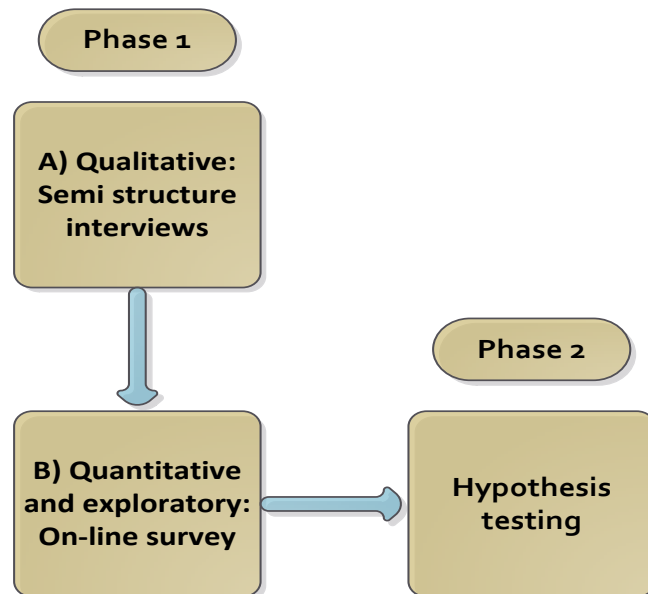 Phase 1
A) Qualitative:
Semi structure
interviews
Phase 2
B) Quantitative
and exploratory:
On-line survey
Hypothesis
testing